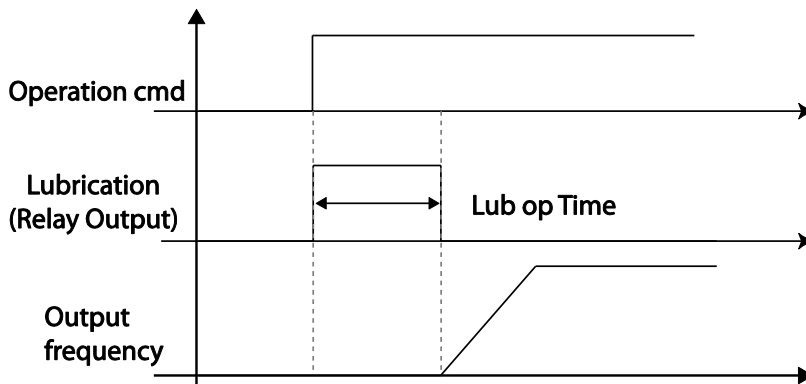 Operation cmd
Lubrication
(Relay Output)
Lub op Time
Output
frequency